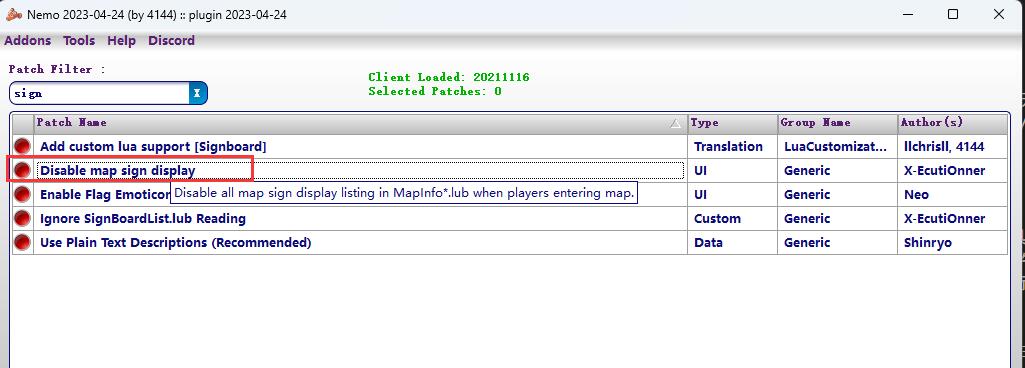 Nemo 2023-04-24 (by 4144) :: plugin 2023-04-24
Addons Tools Help Discord
Patch Filter :
Client Loaded: 20211116
sign X
Selected Patches: 0
Patch Name Type Group Name Author(s)
Add custom lua support [Signboard] Translation LuaCustomizat... llchrisll, 4144
Disable map sign display UI Generic X-EcutiOnner
Disable all map sign display listing in MapInfo*.lub when players entering map.
Enable Flag Emoticon UI Generic Neo
Ignore SignBoardList.lub Reading Custom Generic X-EcutiOnner
Use Plain Text Descriptions (Recommended) Data Generic Shinryo